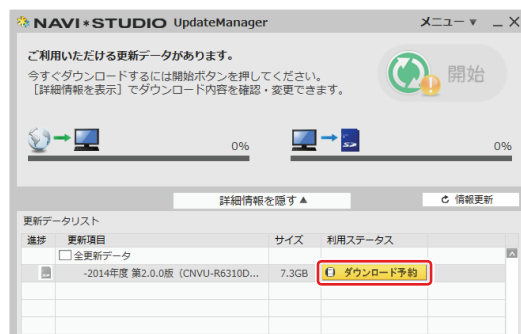 NAVI*STUDIO UpdateManager メニュー ▼ _ ×
ご利用いただける更新データがあります。
今すぐダウンロードするには開始ボタンを押してください。
［詳細情報を表示］でダウンロード内容を確認・変更できます。
開始
0%
0%
詳細情報を隠す▲
情報更新
更新データリスト
進捗 更新項目 サイズ 利用ステータス
全更新データ
-2014年度 第2.0.0版（CNVU-R6310D... 7.3GB ダウンロード予約